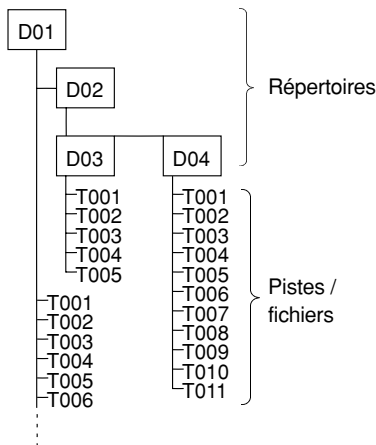 D01
D02
Répertoires
D03
D04
T001
T002
T003
T004
T005
T001
T002
T003
T004
T005
T006
T007
T008
T009
T010
T011
Pistes /
fichiers
T001
T002
T003
T004
T005
T006